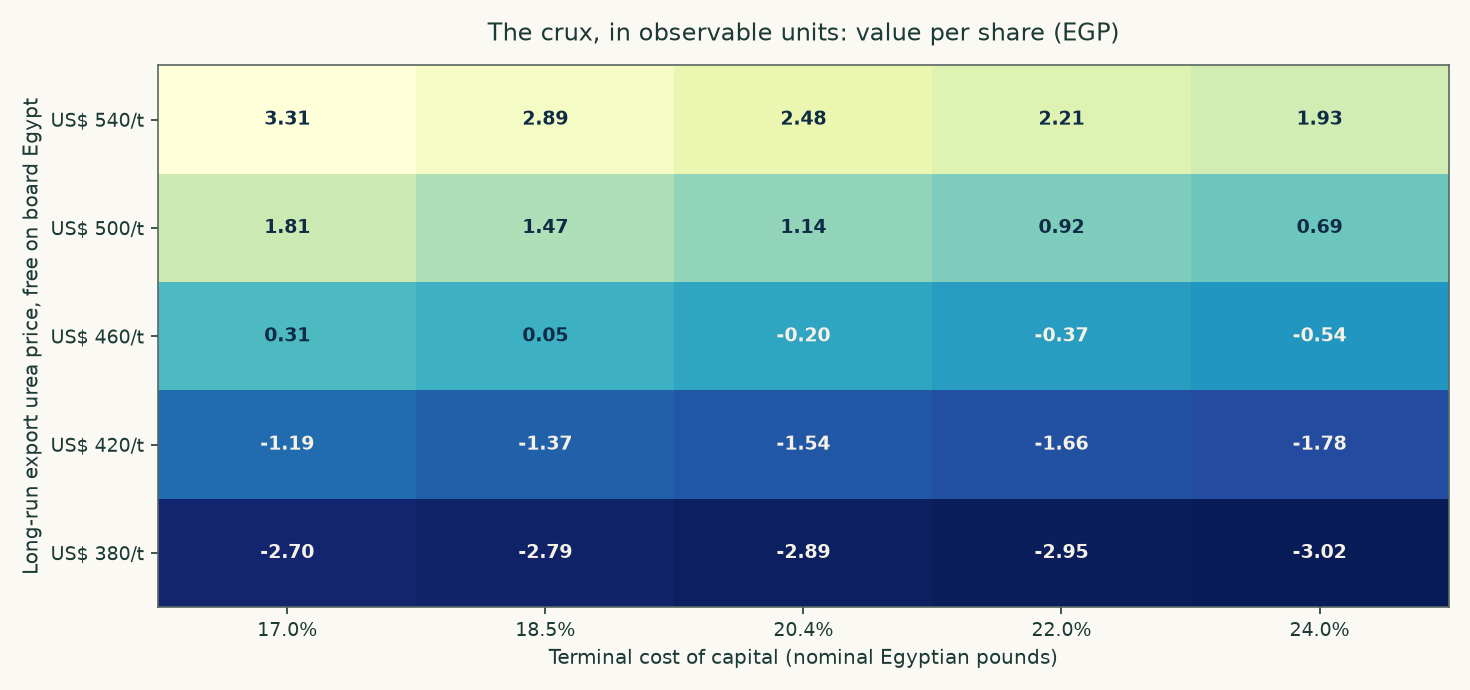 The crux, in observable units: value per share (EGP)
Long-run export urea price, free on board Egypt
US$ 540/t 3.31 2.89 2.48 2.21 1.93
US$ 500/t 1.81 1.47 1.14 0.92 0.69
US$ 460/t 0.31 0.05 -0.20 -0.37 -0.54
US$ 420/t -1.19 -1.37 -1.54 -1.66 -1.78
US$ 380/t -2.70 -2.79 -2.89 -2.95 -3.02
17.0% 18.5% 20.4% 22.0% 24.0%
Terminal cost of capital (nominal Egyptian pounds)